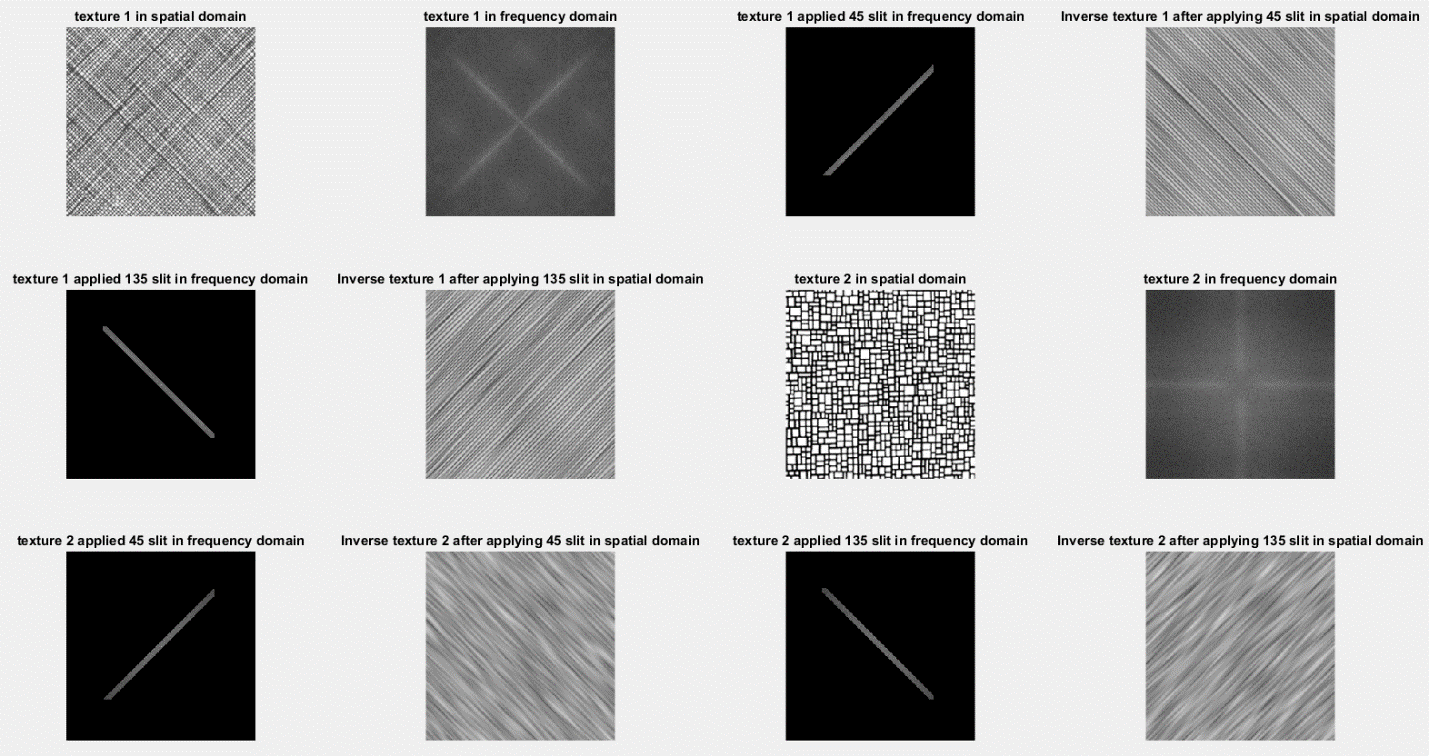 texture 1 in spatial domain
texture 1 in frequency domain
texture 1 applied 45 slit in frequency domain
Inverse texture 1 after applying 45 slit in spatial domain
texture 1 applied 135 slit in frequency domain
Inverse texture 1 after applying 135 slit in spatial domain
texture 2 in spatial domain
texture 2 in frequency domain
texture 2 applied 45 slit in frequency domain
Inverse texture 2 after applying 45 slit in spatial domain
texture 2 applied 135 slit in frequency domain
Inverse texture 2 after applying 135 slit in spatial domain